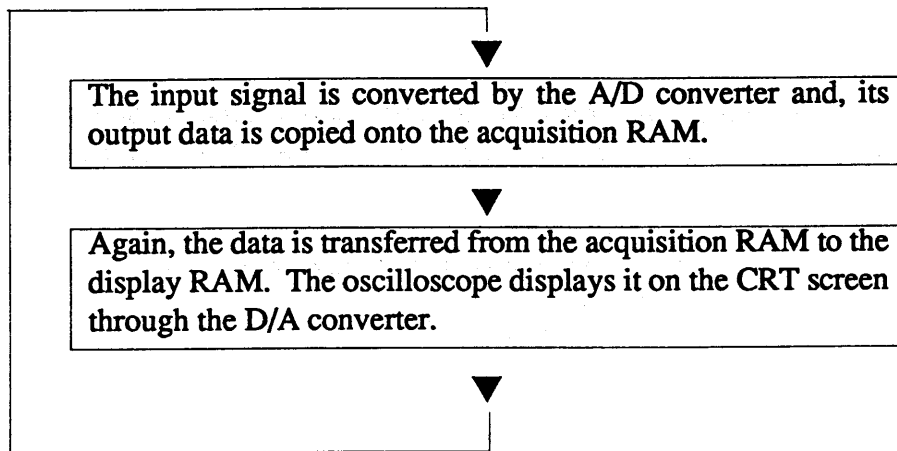 The input signal is converted by the A/D converter and, its
output data is copied onto the acquisition RAM.
Again, the data is transferred from the acquisition RAM to the
display RAM. The oscilloscope displays it on the CRT screen
through the D/A converter.